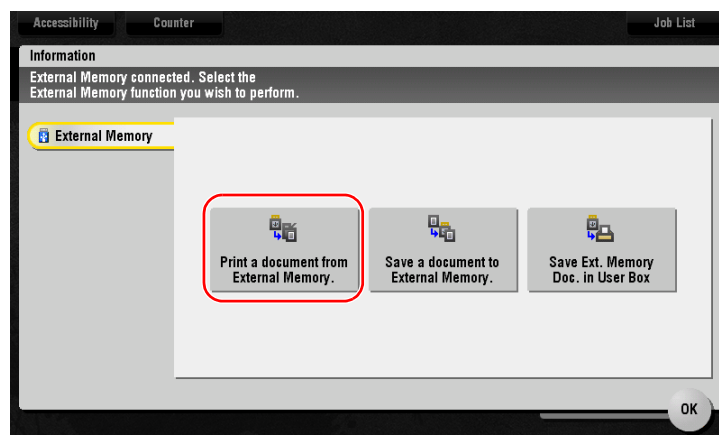 Accessibility Counter Job List
Information
External Memory connected. Select the
External Memory function you wish to perform.
External Memory
Print a document from
External Memory.
Save a document to
External Memory.
Save Ext. Memory
Doc. in User Box
OK